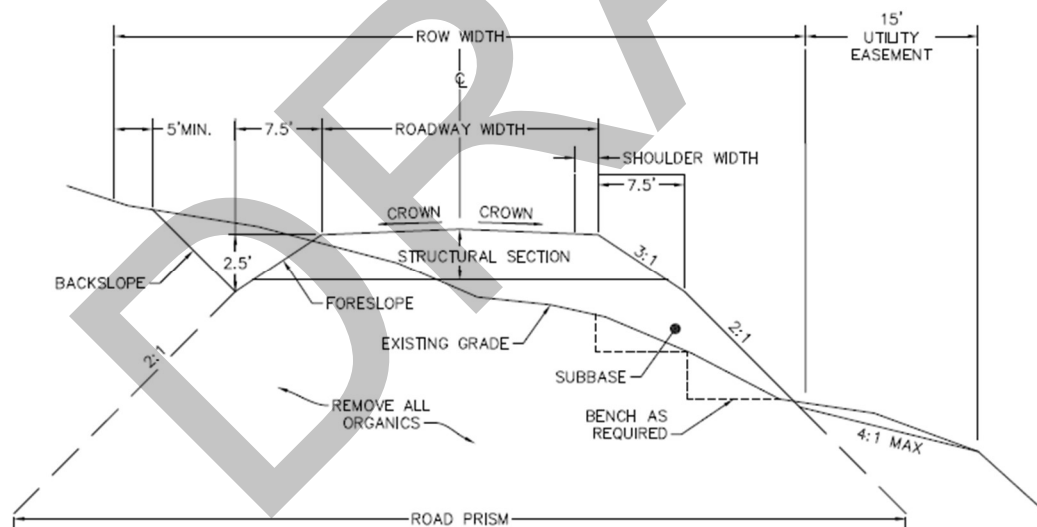 15'
UTILITY
EASEMENT
ROW WIDTH
℄
5'MIN.
7.5'
ROADWAY WIDTH
SHOULDER WIDTH
7.5'
CROWN
CROWN
STRUCTURAL SECTION
3:1
2.5'
BACKSLOPE
FORESLOPE
EXISTING GRADE
2:1
2:1
SUBBASE
REMOVE ALL
ORGANICS
BENCH AS
REQUIRED
4:1 MAX
ROAD PRISM
DRA